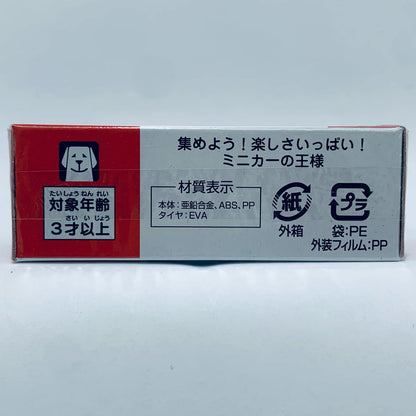 たいしょうねんれい
対象年齢
さいいじょう
3才以上
集めよう!楽しさいっぱい!
ミニカーの王様
材質表示
本体:亜鉛合金、ABS、PP
タイヤ:EVA
紙
外箱
プラ
袋:PE
外装フィルム:PP